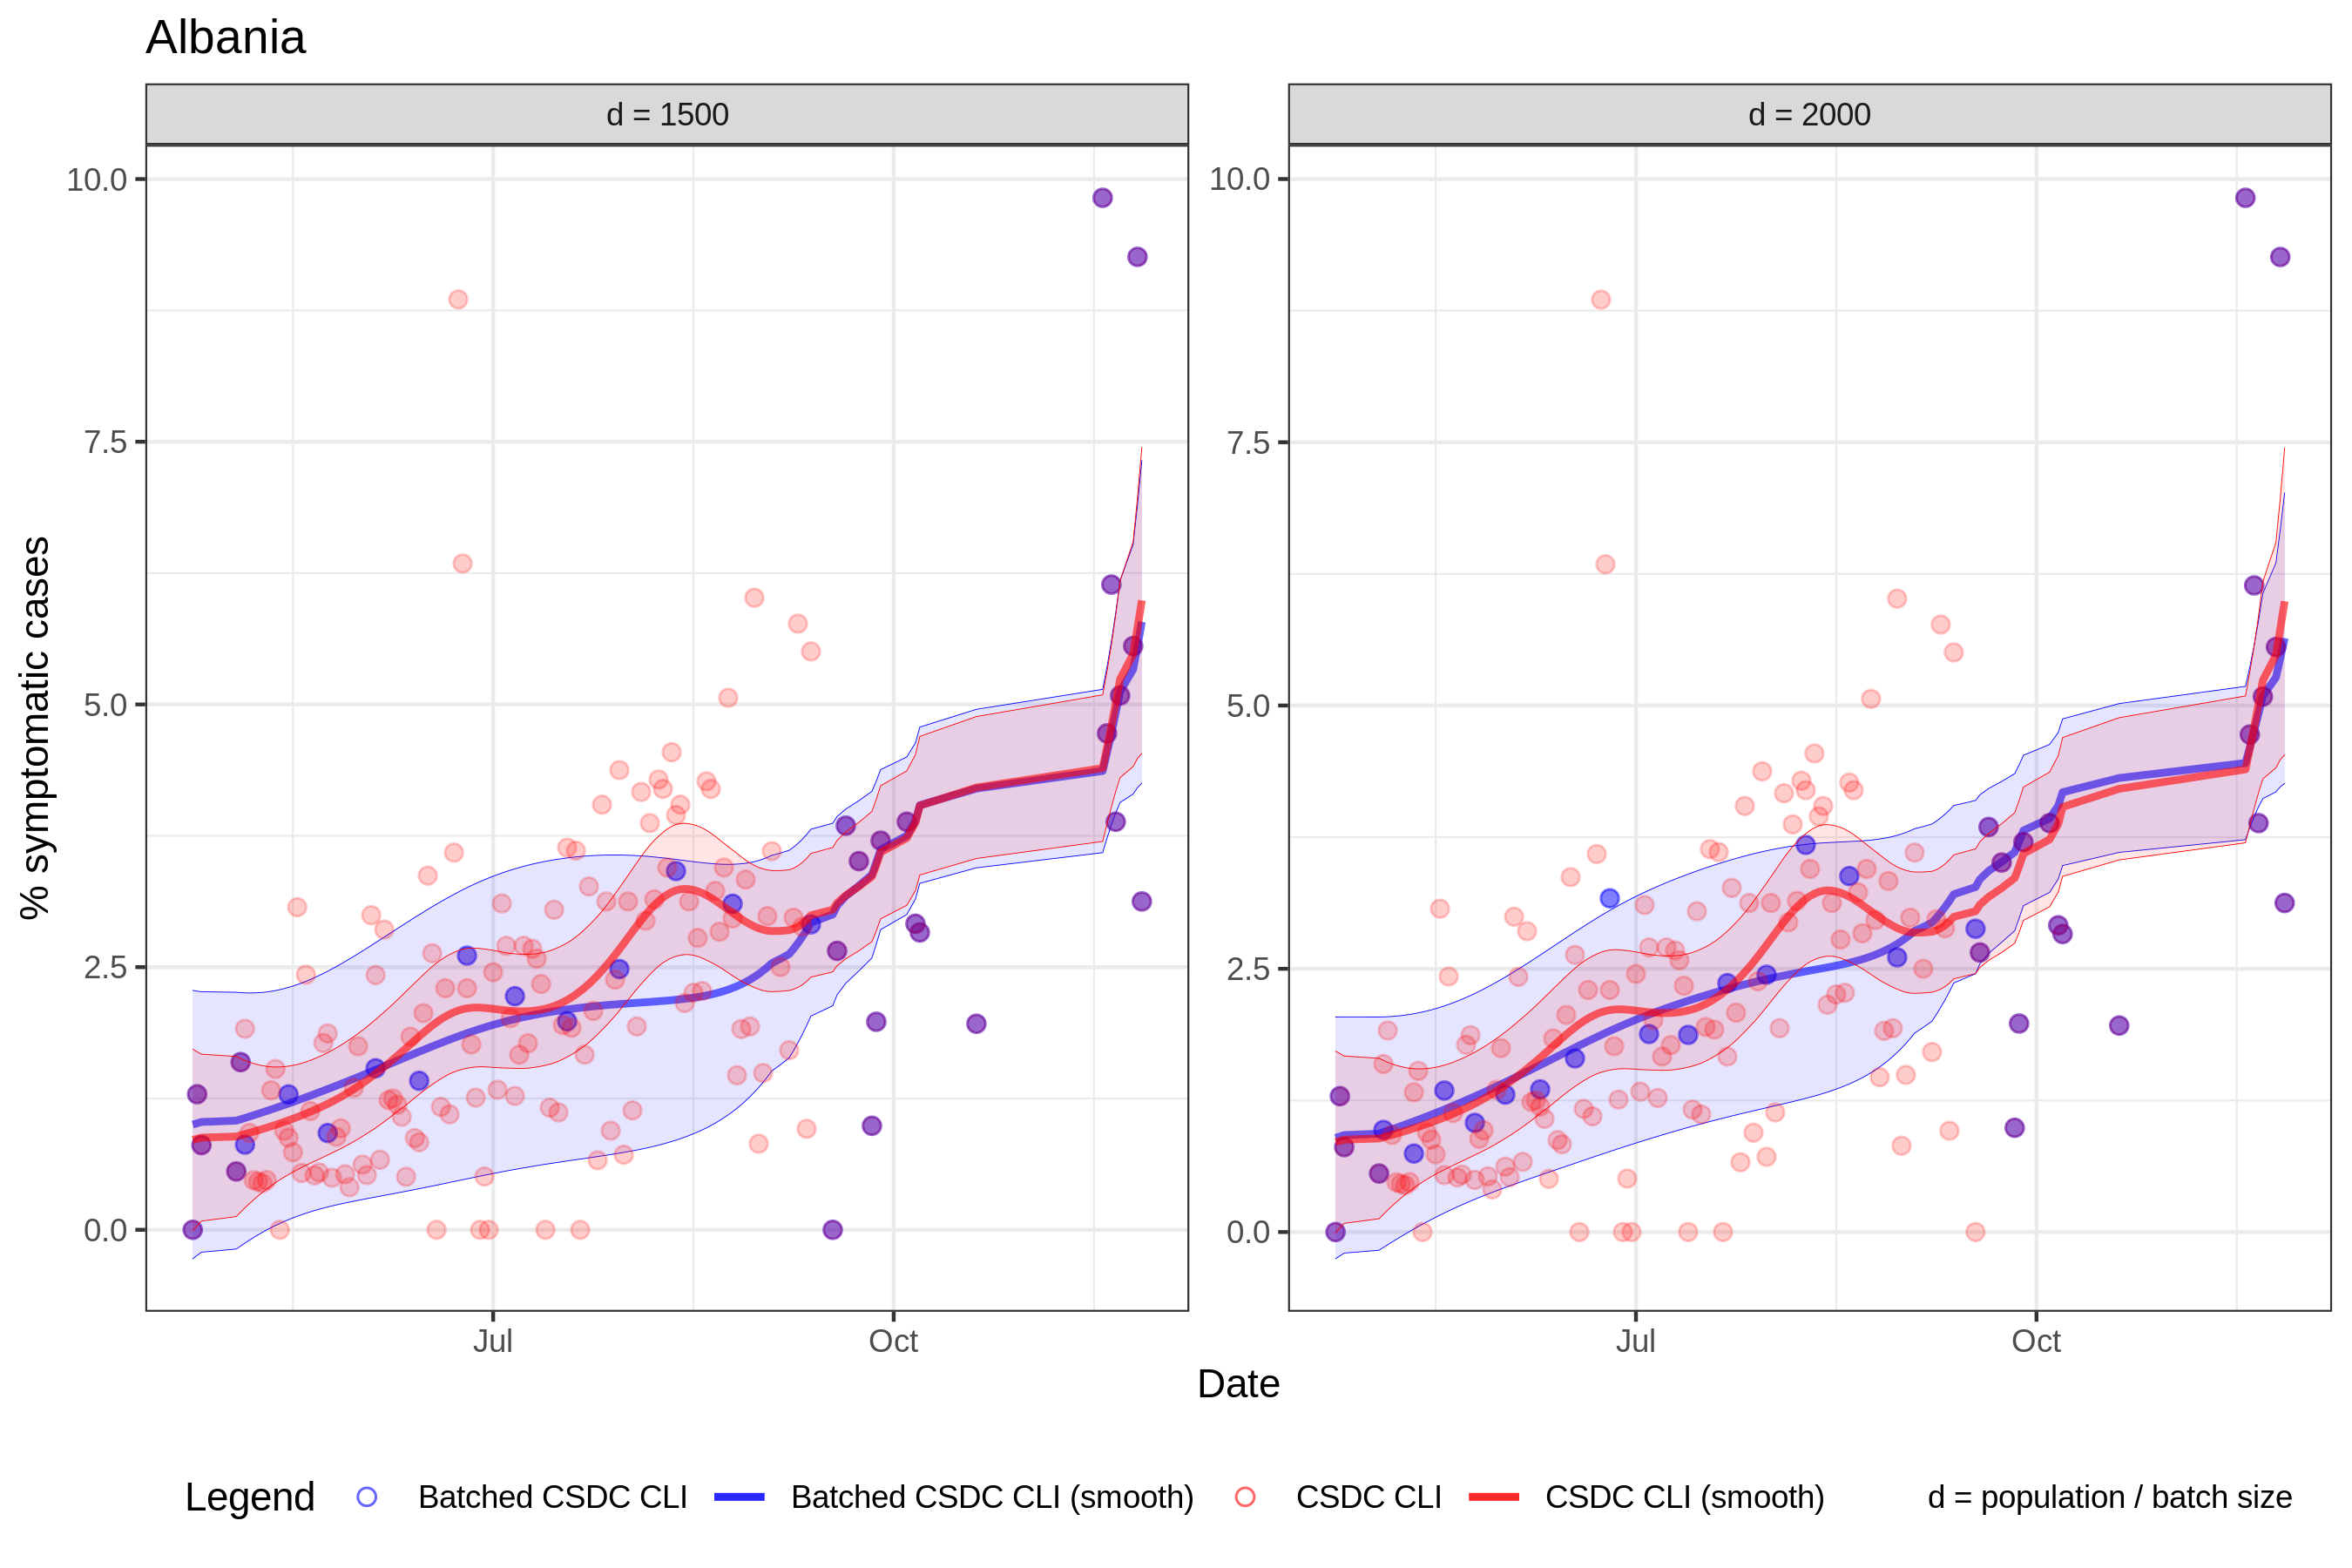 Albania
d = 1500
d = 2000
10.0
7.5
5.0
2.5
0.0
10.0
7.5
5.0
2.5
0.0
% symptomatic cases
Jul
Oct
Jul
Oct
Date
Legend
Batched CSDC CLI
Batched CSDC CLI (smooth)
CSDC CLI
CSDC CLI (smooth)
d = population / batch size